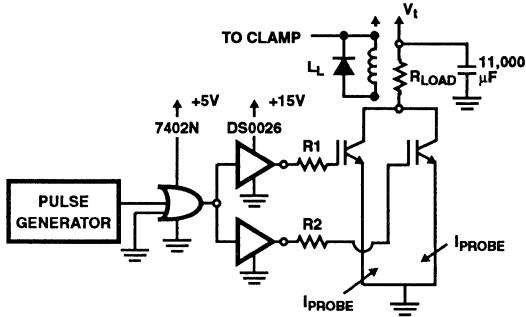 Vt
TO CLAMP
LL
RLOAD
11,000
µF
+5V
+15V
7402N
DS0026
R1
PULSE
GENERATOR
R2
IPROBE
IPROBE